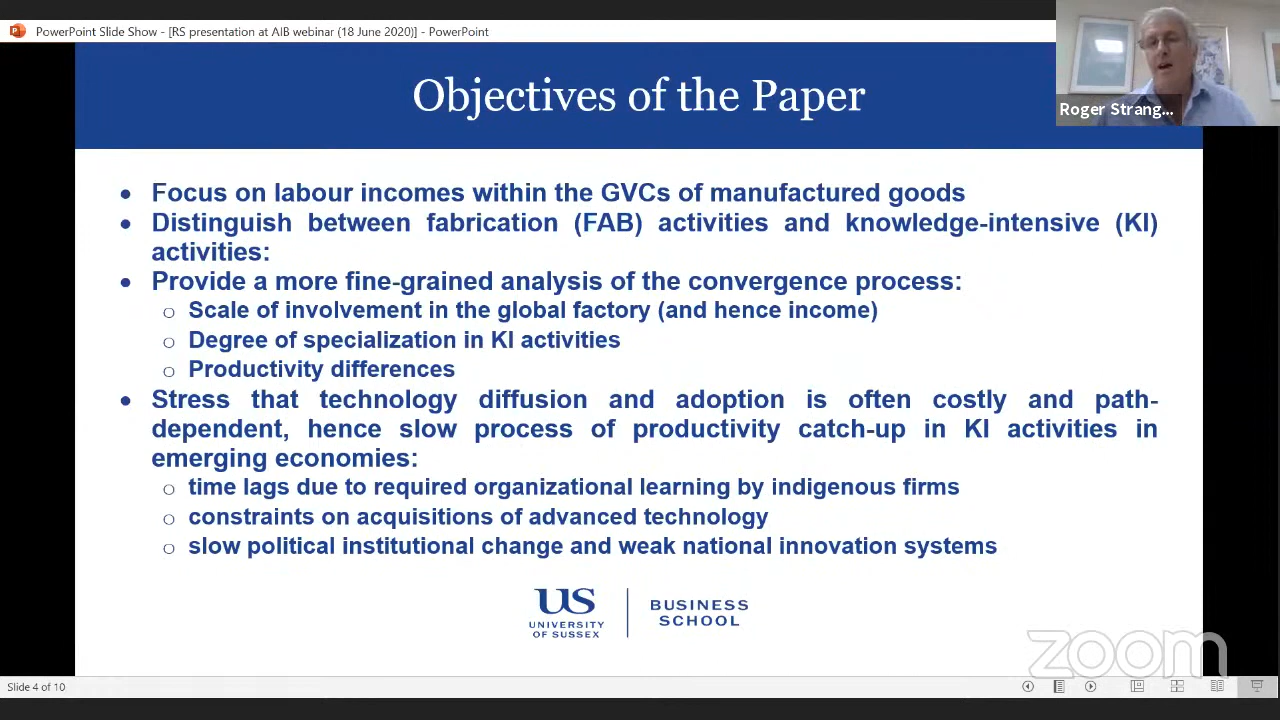 PowerPoint Slide Show - [RS presentation at AIB webinar (18 June 2020)] - PowerPoint
Objectives of the Paper
Roger Strang...
• Focus on labour incomes within the GVCs of manufactured goods
• Distinguish between fabrication (FAB) activities and knowledge-intensive (KI)
activities:
• Provide a more fine-grained analysis of the convergence process:
○ Scale of involvement in the global factory (and hence income)
○ Degree of specialization in KI activities
○ Productivity differences
• Stress that technology diffusion and adoption is often costly and path-
dependent, hence slow process of productivity catch-up in KI activities in
emerging economies:
○ time lags due to required organizational learning by indigenous firms
○ constraints on acquisitions of advanced technology
○ slow political institutional change and weak national innovation systems
US
UNIVERSITY
OF SUSSEX
BUSINESS
SCHOOL
zoom
Slide 4 of 10